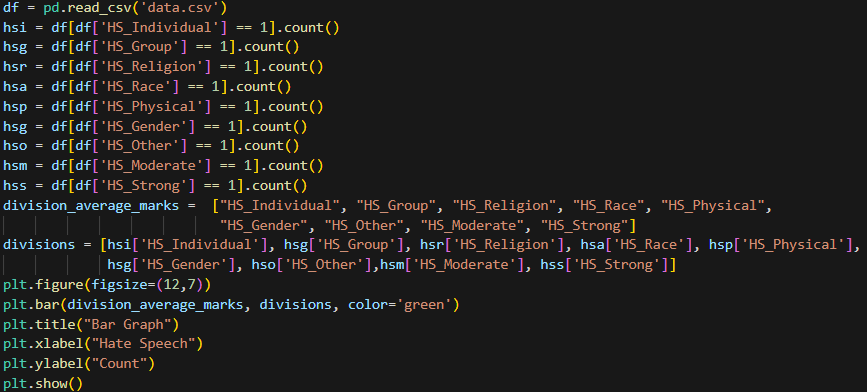 df = pd.read_csv('data.csv')
hsi = df[df['HS_Individual'] == 1].count()
hsg = df[df['HS_Group'] == 1].count()
hsr = df[df['HS_Religion'] == 1].count()
hsa = df[df['HS_Race'] == 1].count()
hsp = df[df['HS_Physical'] == 1].count()
hsg = df[df['HS_Gender'] == 1].count()
hso = df[df['HS_Other'] == 1].count()
hsm = df[df['HS_Moderate'] == 1].count()
hss = df[df['HS_Strong'] == 1].count()
division_average_marks =  ["HS_Individual", "HS_Group", "HS_Religion", "HS_Race", "HS_Physical",
                           "HS_Gender", "HS_Other", "HS_Moderate", "HS_Strong"]
divisions = [hsi['HS_Individual'], hsg['HS_Group'], hsr['HS_Religion'], hsa['HS_Race'], hsp['HS_Physical'],
             hsg['HS_Gender'], hso['HS_Other'],hsm['HS_Moderate'], hss['HS_Strong']]
plt.figure(figsize=(12,7))
plt.bar(division_average_marks, divisions, color='green')
plt.title("Bar Graph")
plt.xlabel("Hate Speech")
plt.ylabel("Count")
plt.show()